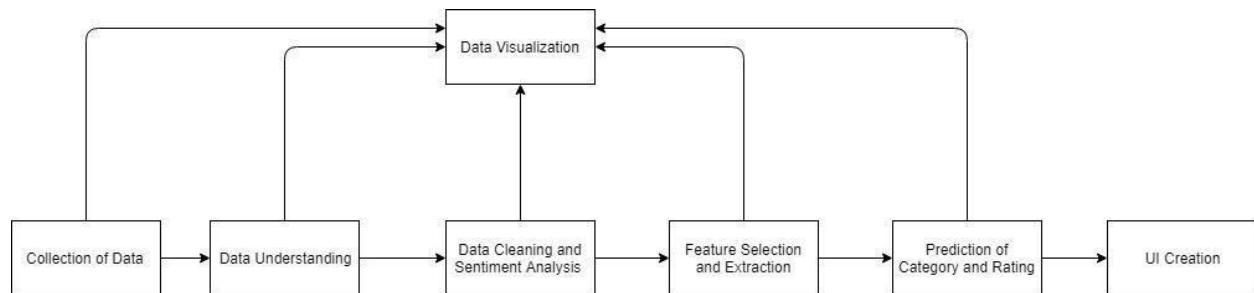 Data Visualization
Collection of Data
Data Understanding
Data Cleaning and
Sentiment Analysis
Feature Selection
and Extraction
Prediction of
Category and Rating
UI Creation